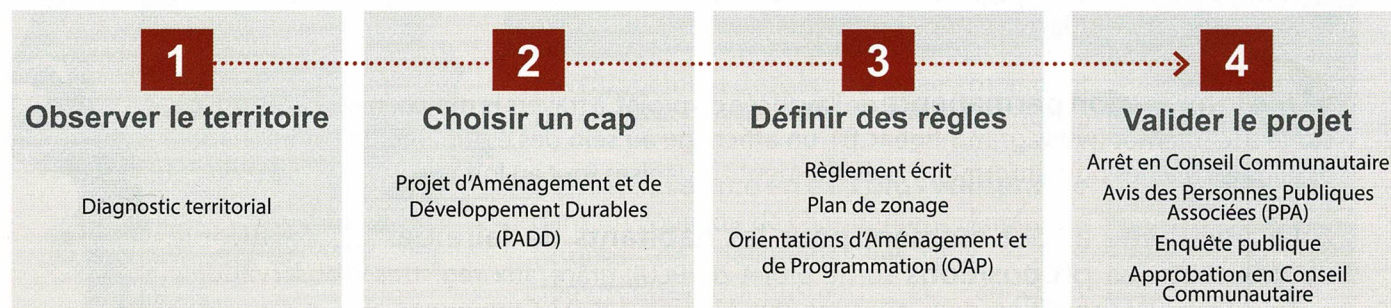 1
Observer le territoire
Diagnostic territorial
2
Choisir un cap
Projet d'Aménagement et de
Développement Durables
(PADD)
3
Définir des règles
Règlement écrit
Plan de zonage
Orientations d'Aménagement et
de Programmation (OAP)
4
Valider le projet
Arrêt en Conseil Communautaire
Avis des Personnes Publiques
Associées (PPA)
Enquête publique
Approbation en Conseil
Communautaire